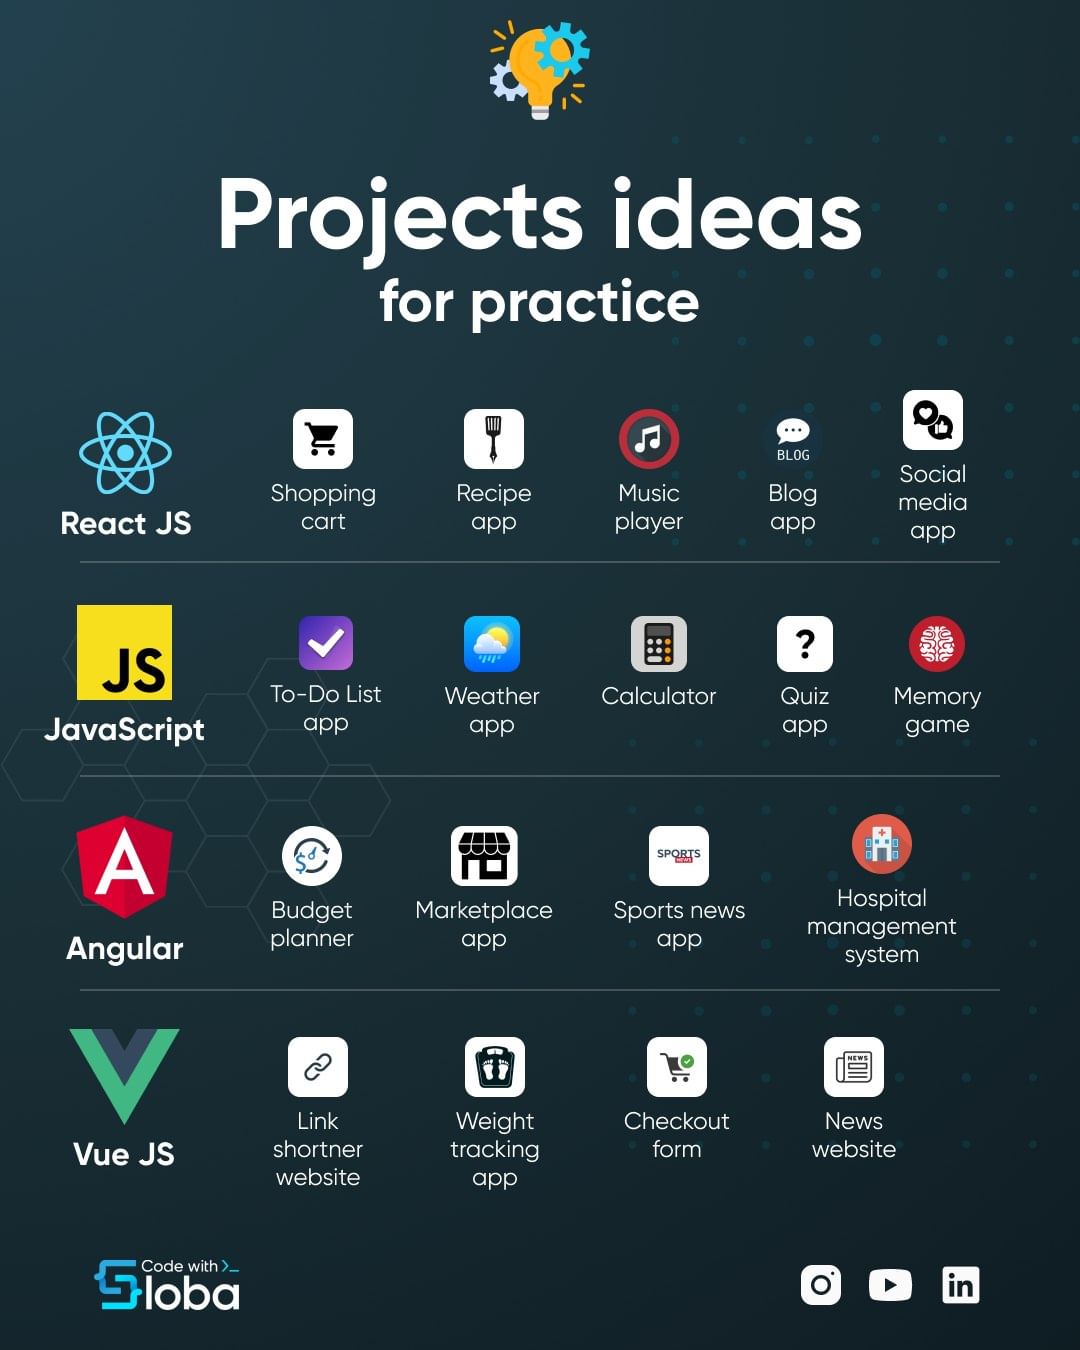 Projects ideas
for practice
React JS
Shopping
cart
Recipe
app
Music
player
BLOG
Blog
app
Social
media
app
JS
JavaScript
To-Do List
app
Weather
app
Calculator
?
Quiz
app
Memory
game
A
Angular
$
Budget
planner
Marketplace
app
SPORTS
NEWS
Sports news
app
Hospital
management
system
Vue JS
Link
shortner
website
Weight
tracking
app
Checkout
form
NEWS
News
website
Code with >_
Sloba
in